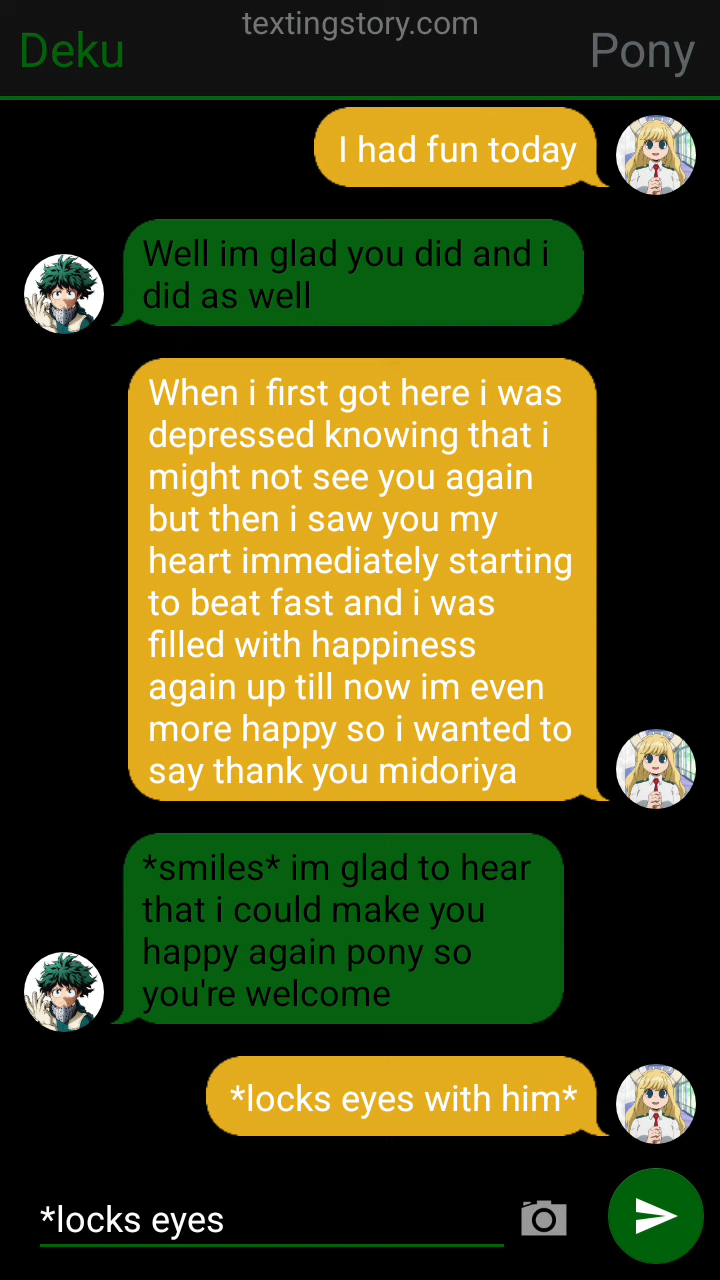 textingstory.com
Deku
Pony
I had fun today
Well im glad you did and i
did as well
When i first got here i was
depressed knowing that i
might not see you again
but then i saw you my
heart immediately starting
to beat fast and i was
filled with happiness
again up till now im even
more happy so i wanted to
say thank you midoriya
*smiles* im glad to hear
that i could make you
happy again pony so
you're welcome
*locks eyes with him*
*locks eyes